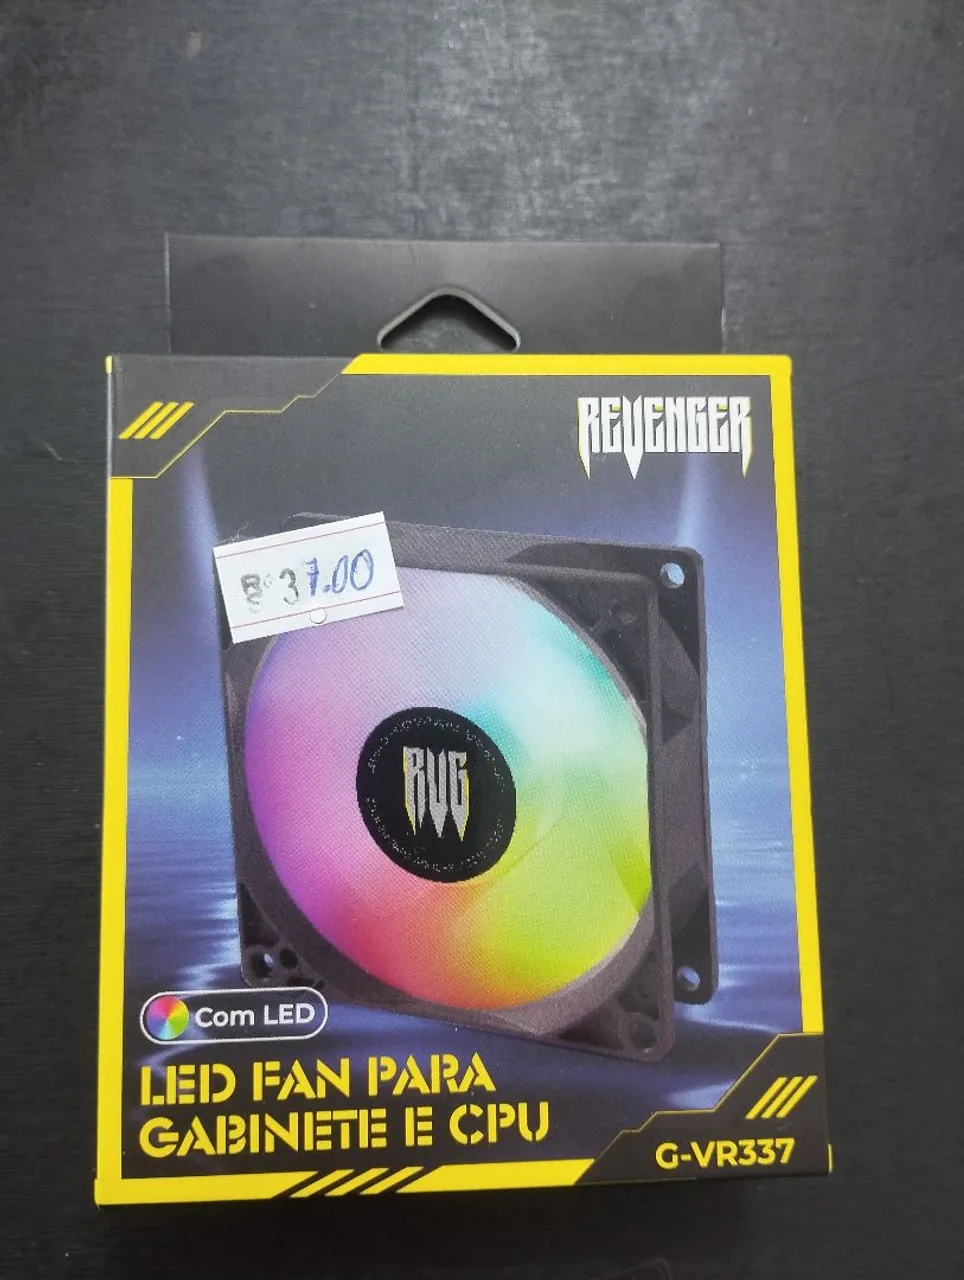 REVENGER
37.00
RVG
Com LED
LED FAN PARA
GABINETE E CPU
G-VR337